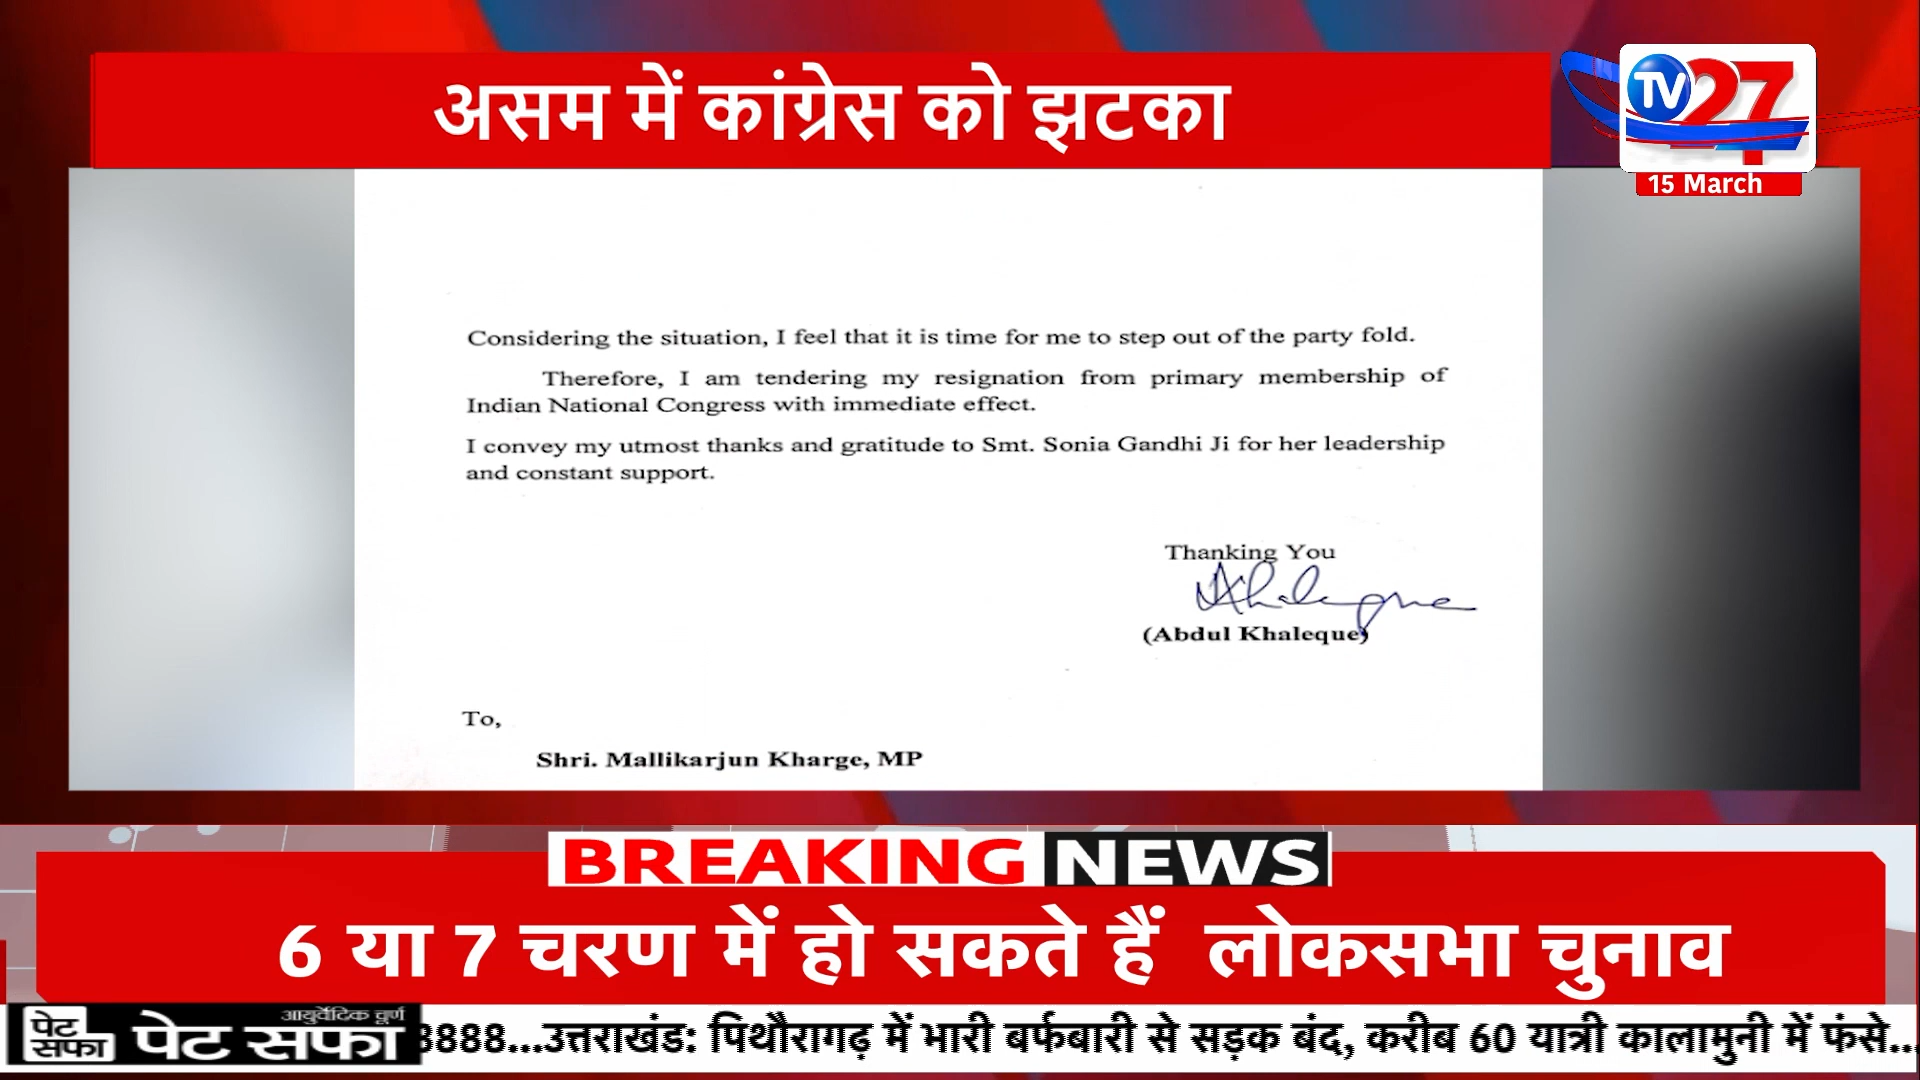 असम में कांग्रेस को झटका
TV27
15 March
Considering the situation, I feel that it is time for me to step out of the party fold.
Therefore, I am tendering my resignation from primary membership of
Indian National Congress with immediate effect.
I convey my utmost thanks and gratitude to Smt. Sonia Gandhi Ji for her leadership
and constant support.
Thanking You
AKhaleque
(Abdul Khaleque)
To,
Shri. Mallikarjun Kharge, MP
BREAKING NEWS
6 या 7 चरण में हो सकते हैं लोकसभा चुनाव
पेट
सफा
आयुर्वेदिक चूर्ण
पेट सफा
8888...उत्तराखंड: पिथौरागढ़ में भारी बर्फबारी से सड़क बंद, करीब 60 यात्री कालामुनी में फंसे...